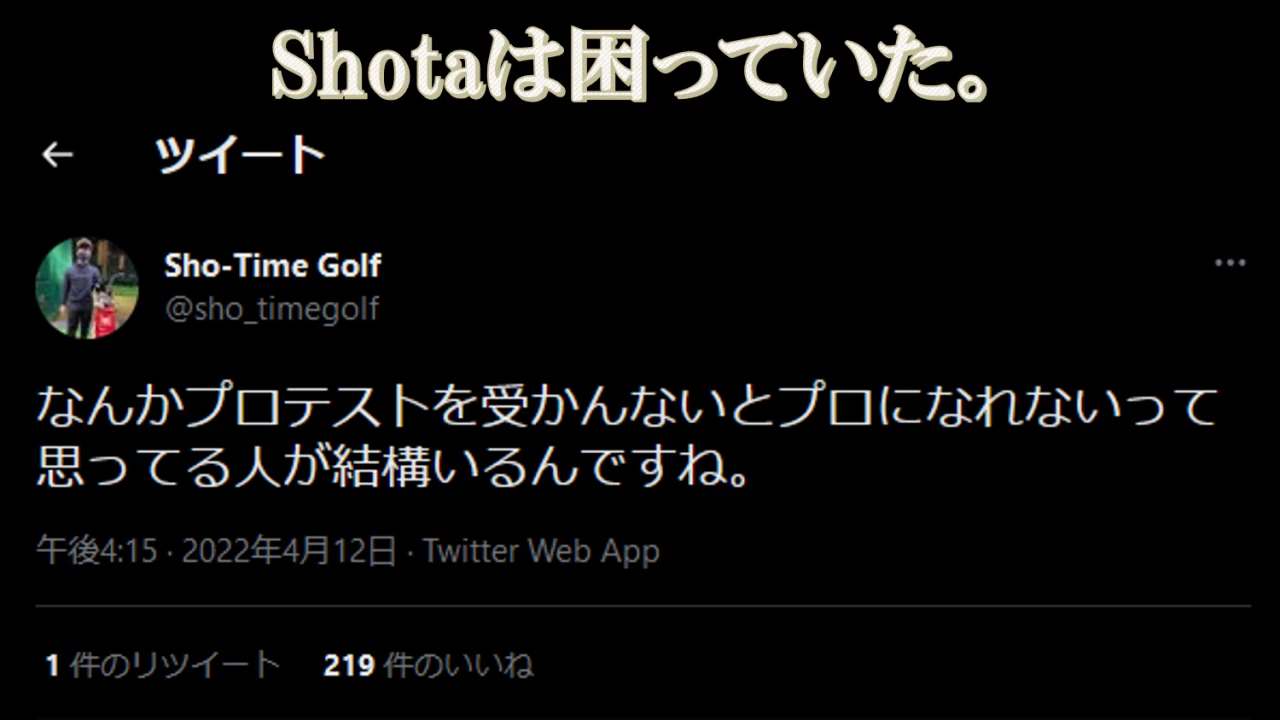 Shotaは困っていた。
← ツイート
Sho-Time Golf
@sho_timegolf
なんかプロテストを受かんないとプロになれないって
思ってる人が結構いるんですね。
午後4:15 · 2022年4月12日 · Twitter Web App
1 件のリツイート 219 件のいいね